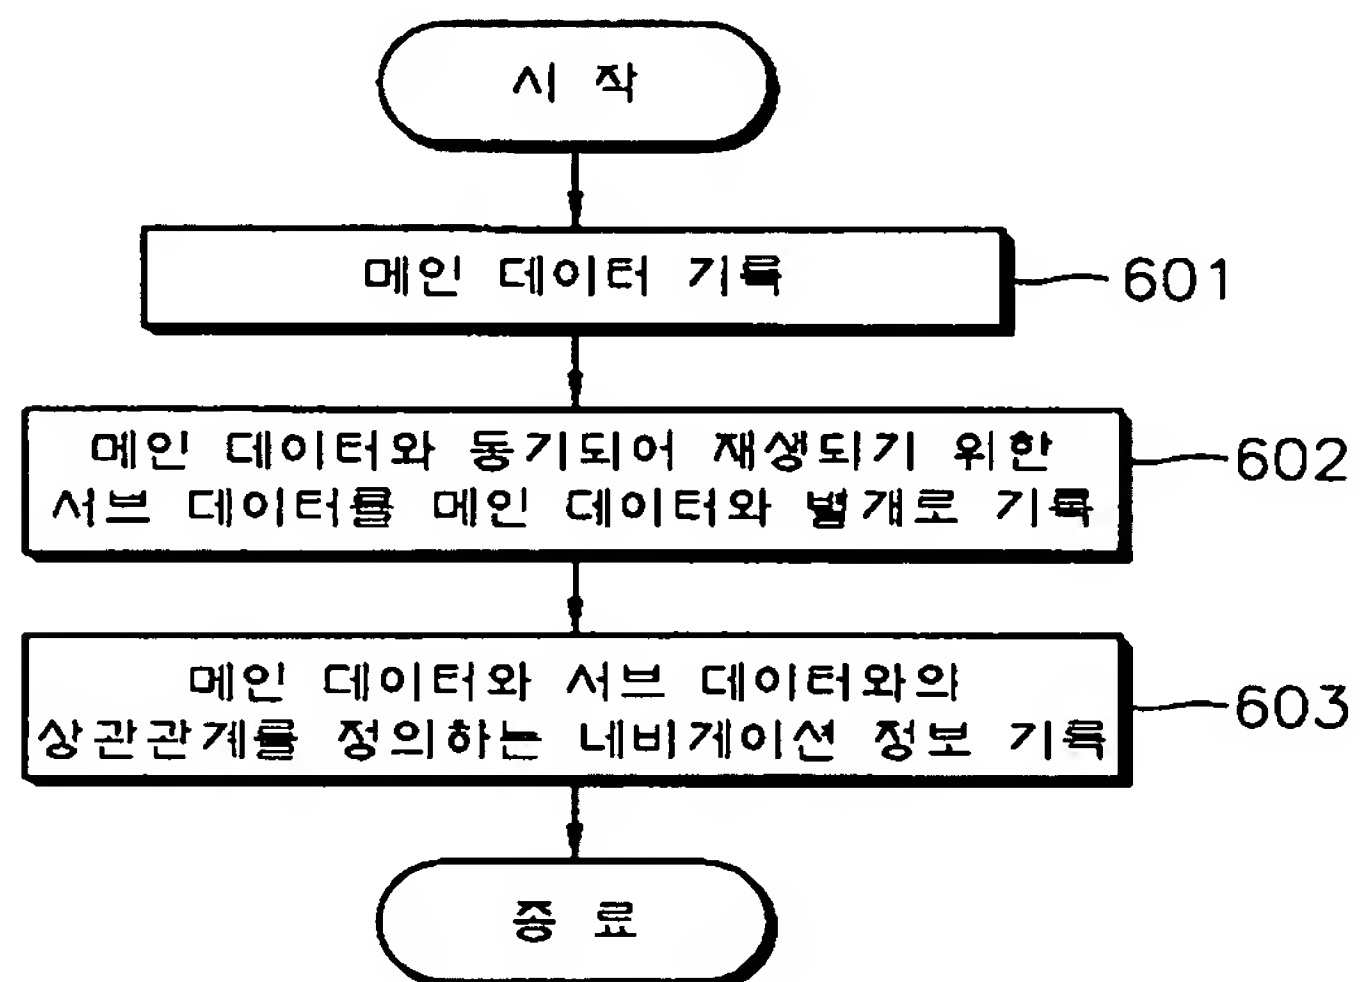 시 작
메인 데이터 기록
601
메인 데이터와 동기되어 재생되기 위한
602
서브 데이터를 메인 데이터와 별개로 기록
메인 데이터와 서브 데이터와의
603
상관관계를 정의하는 네비게이션 정보 기록
종 료